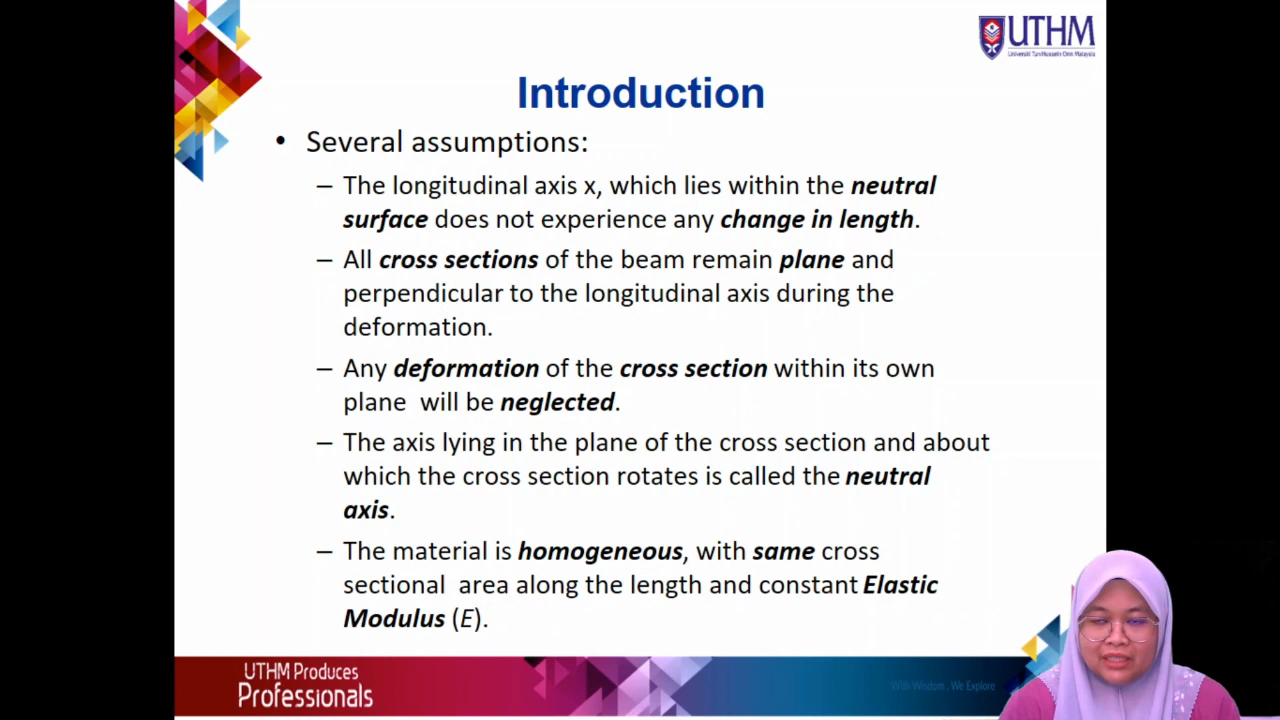 UTHM
Universiti Tun Hussein Onn Malaysia
Introduction
• Several assumptions:
– The longitudinal axis x, which lies within the neutral
surface does not experience any change in length.
– All cross sections of the beam remain plane and
perpendicular to the longitudinal axis during the
deformation.
– Any deformation of the cross section within its own
plane will be neglected.
– The axis lying in the plane of the cross section and about
which the cross section rotates is called the neutral
axis.
– The material is homogeneous, with same cross
sectional area along the length and constant Elastic
Modulus (E).
UTHM Produces
Professionals
With Wisdom, We Explore